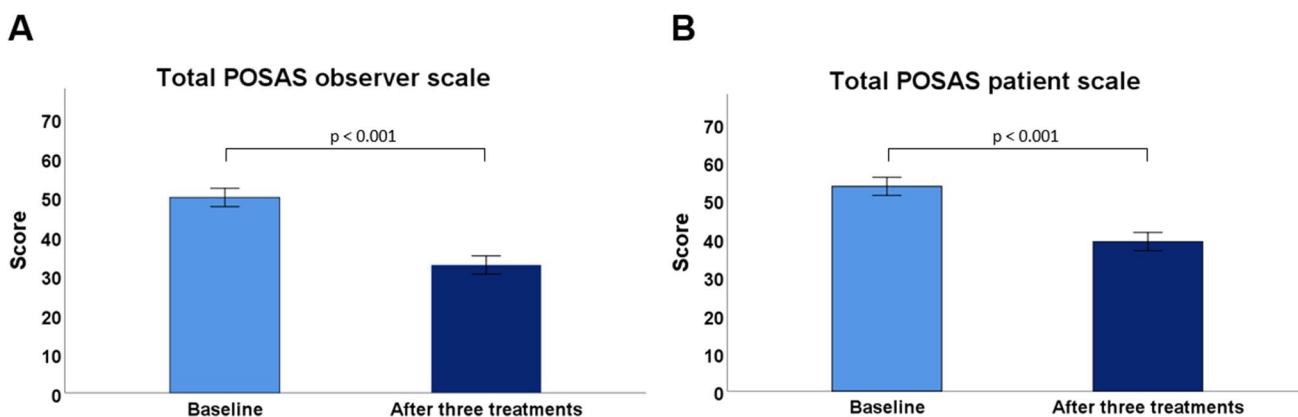 A
Total POSAS observer scale
p < 0.001
70
60
50
40
30
20
10
0
Score
Baseline
After three treatments
B
Total POSAS patient scale
p < 0.001
70
60
50
40
30
20
10
0
Score
Baseline
After three treatments